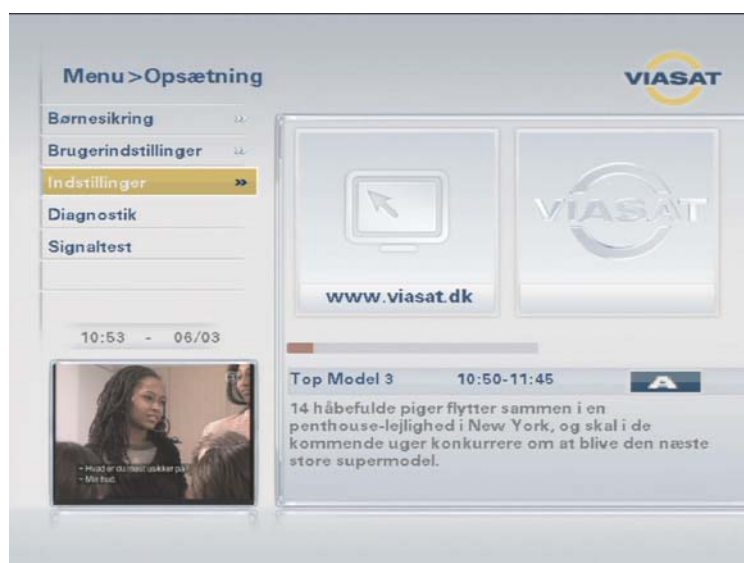 Menu>Opsætning
VIASAT
Børnesikring »
Brugerindstillinger »
Indstillinger »
Diagnostik
Signaltest
VIASAT
www.viasat.dk
10:53 - 06/03
Top Model 3 10:50-11:45 A
14 håbefulde piger flytter sammen i en
penthouse-lejlighed i New York, og skal i de
kommende uger konkurrere om at blive den næste
store supermodel.
- Hvad er du mest usikker på?
- Min hud.